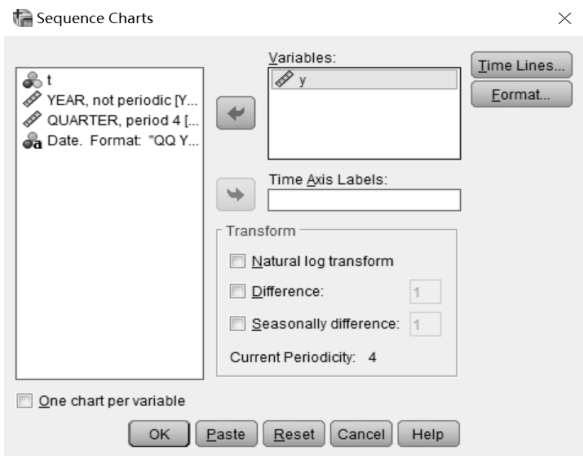 Sequence Charts
t
YEAR, not periodic [Y...
QUARTER, period 4 [...
Date. Format: "QQ Y...
Variables:
y
Time Lines...
Format...
Time Axis Labels:
Transform
Natural log transform
Difference: 1
Seasonally difference: 1
Current Periodicity: 4
One chart per variable
OK Paste Reset Cancel Help